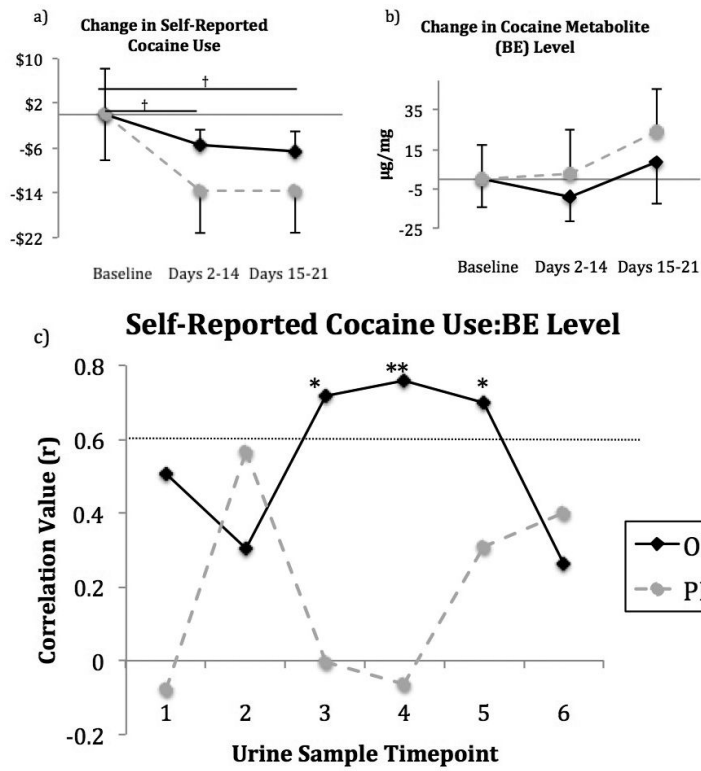 a)
Change in Self-Reported
Cocaine Use
$10
$2
-$6
-$14
-$22
†
†
Baseline Days 2-14 Days 15-21
b)
Change in Cocaine Metabolite
(BE) Level
µg/mg
35
15
-5
-25
Baseline Days 2-14 Days 15-21
c)
Self-Reported Cocaine Use:BE Level
Correlation Value (r)
0.8
0.6
0.4
0.2
0
-0.2
*
**
*
1 2 3 4 5 6
Urine Sample Timepoint